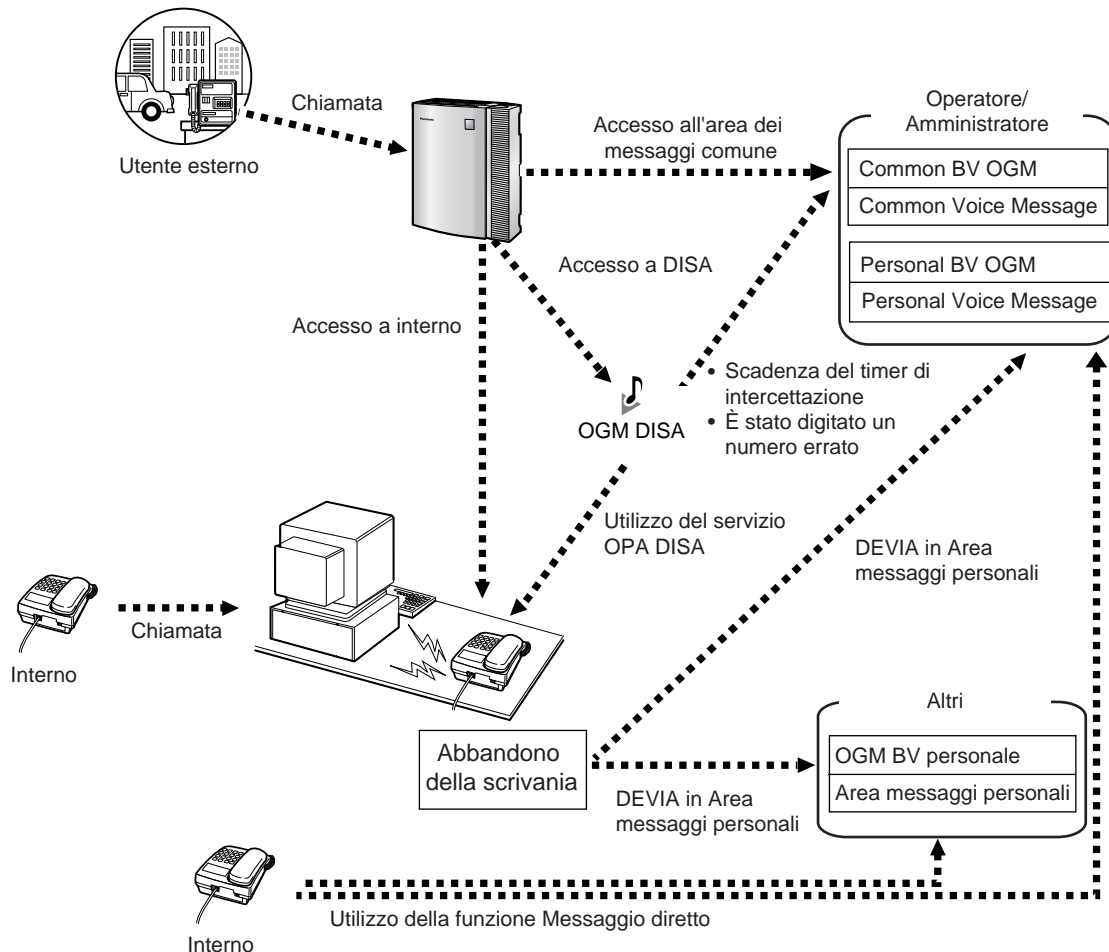 Utente esterno
Chiamata
Panasonic
Accesso all'area dei
messaggi comune
Operatore/
Amministratore
Common BV OGM
Common Voice Message
Personal BV OGM
Personal Voice Message
Accesso a DISA
Accesso a interno
OGM DISA
• Scadenza del timer di
intercettazione
• È stato digitato un
numero errato
Utilizzo del servizio
OPA DISA
DEVIA in Area
messaggi personali
Chiamata
Interno
Abbandono
della scrivania
DEVIA in Area
messaggi personali
Altri
OGM BV personale
Area messaggi personali
Utilizzo della funzione Messaggio diretto
Interno